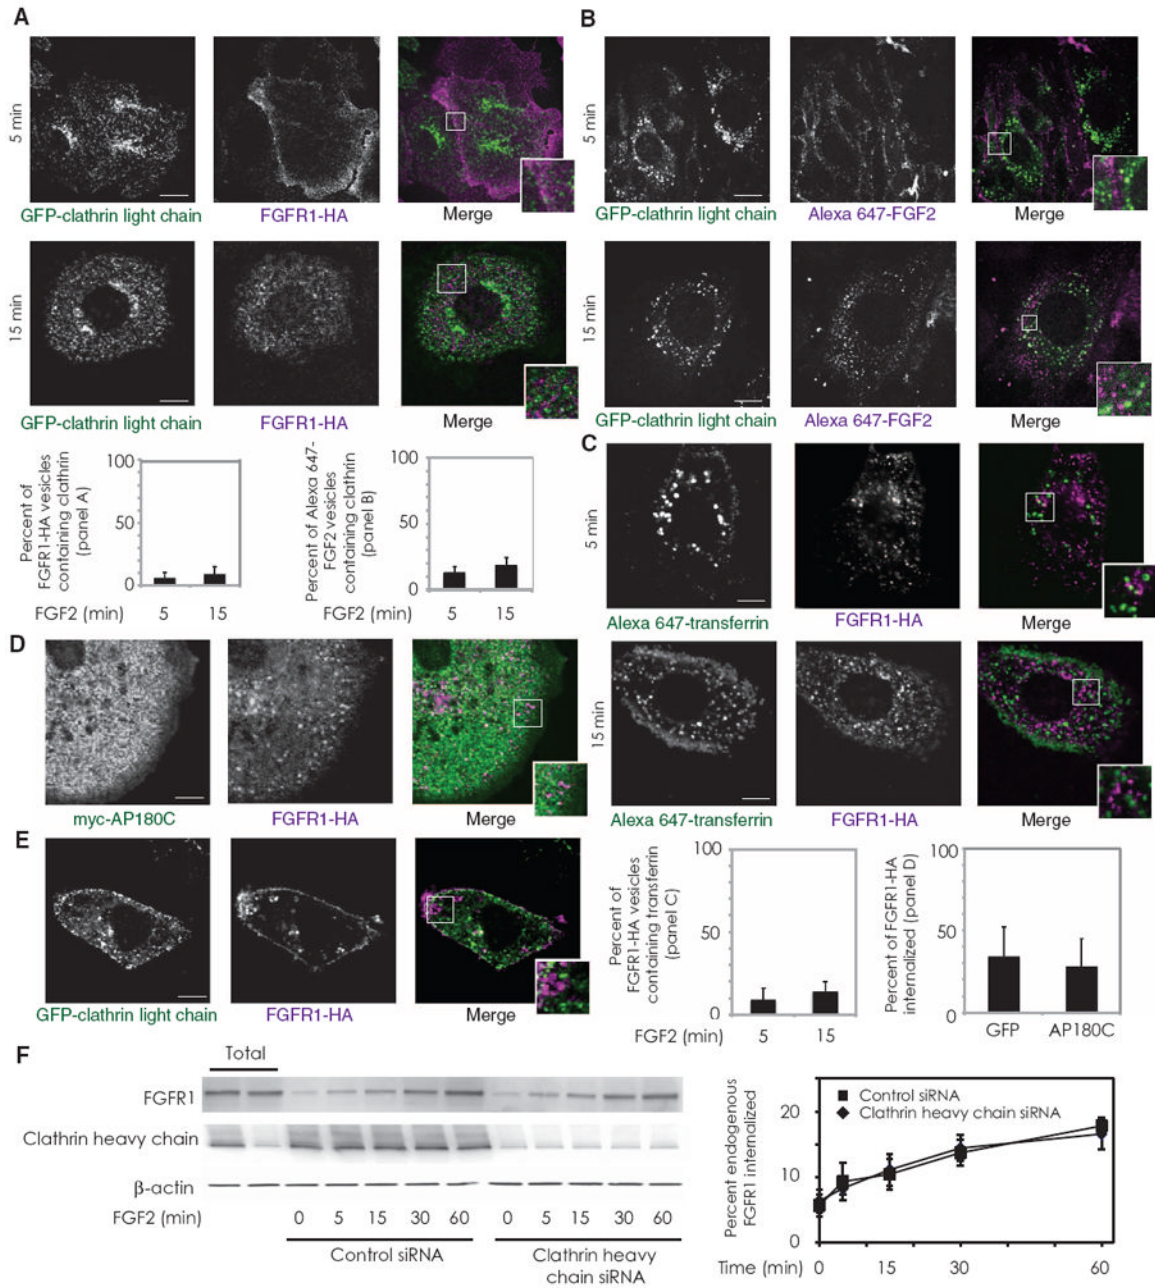 A
5 min
GFP-clathrin light chain
FGFR1-HA
Merge
15 min
GFP-clathrin light chain
FGFR1-HA
Merge
Percent of
FGFR1-HA vesicles
containing clathrin
(panel A)
100
50
0
FGF2 (min)
5
15
Percent of Alexa 647-
FGF2 vesicles
containing clathrin
(panel B)
100
50
0
FGF2 (min)
5
15
B
5 min
GFP-clathrin light chain
Alexa 647-FGF2
Merge
15 min
GFP-clathrin light chain
Alexa 647-FGF2
Merge
C
5 min
Alexa 647-transferrin
FGFR1-HA
Merge
15 min
Alexa 647-transferrin
FGFR1-HA
Merge
Percent of
FGFR1-HA vesicles
containing transferrin
(panel C)
100
50
0
FGF2 (min)
5
15
Percent of FGFR1-HA
internalized (panel D)
100
50
0
GFP
AP180C
D
myc-AP180C
FGFR1-HA
Merge
E
GFP-clathrin light chain
FGFR1-HA
Merge
F
Total
FGFR1
Clathrin heavy chain
β-actin
FGF2 (min)
0 5 15 30 60 0 5 15 30 60
Control siRNA
Clathrin heavy
chain siRNA
Percent endogenous
FGFR1 internalized
20
10
0
Control siRNA
Clathrin heavy chain siRNA
Time (min)
0 15 30 60